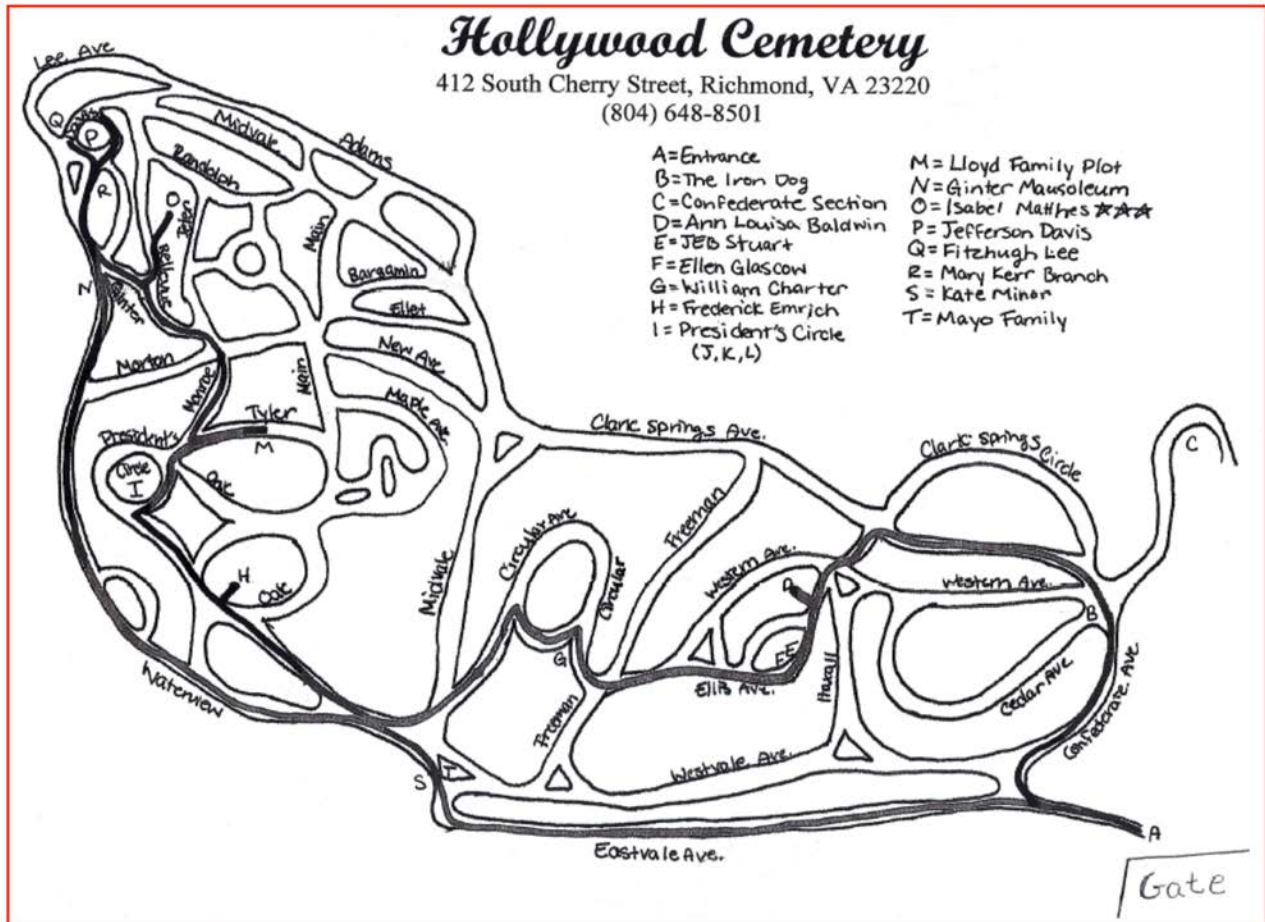 Hollywood Cemetery
412 South Cherry Street, Richmond, VA 23220
(804) 648-8501
A=Entrance
B=The Iron Dog
C=Confederate Section
D=Ann Louisa Baldwin
E=JEB Stuart
F=Ellen Glascow
G=William Charter
H=Frederick Emrich
I=President's Circle
(J,K,L)
M=Lloyd Family Plot
N=Ginter Mausoleum
O=Isabel Matthes ☆☆☆
P=Jefferson Davis
Q=Fitzhugh Lee
R=Mary Kerr Branch
S=Kate Minor
T=Mayo Family
Lee Ave
Q
Davis
P
R
O
Midvale
Adams
Randolph
Main
Bellevue
N
Bargamin
Ellet
New Ave
Morton
Monroe
Main
Maple Ave.
Tyler
M
President's
Circle
I
H
Midvale
Waterview
Clark Springs Ave.
Clark Springs
Circle
C
Circular Ave
Circular
Freeman
Western Ave.
Western Ave.
B
G
E
Ellis Ave.
Haxall
Cedar Ave
Confederate Ave
Freeman
Westvale Ave.
S
T
Eastvale Ave.
A
Gate